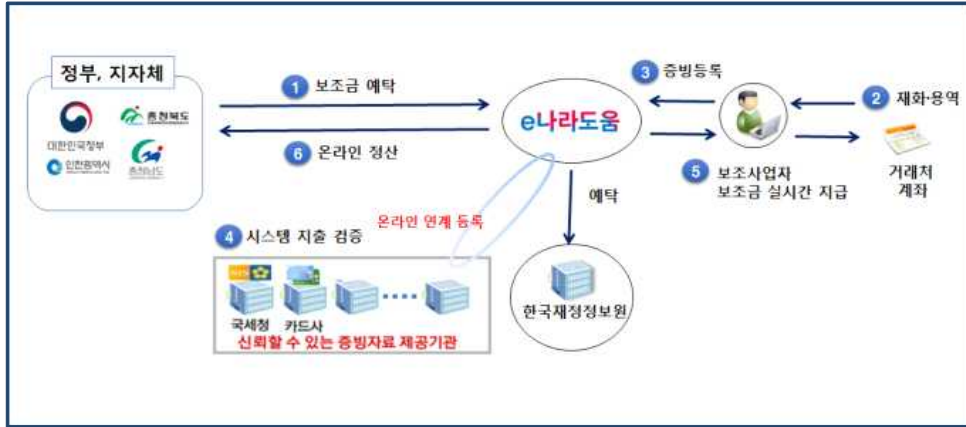 정부, 지자체
대한민국정부
충청북도
인천광역시
충청남도
1 보조금 예탁
6 온라인 정산
e나라도움
3 증빙등록
2 재화·용역
거래처
계좌
5 보조사업자
보조금 실시간 지급
예탁
온라인 연계 등록
4 시스템 지출 검증
NTS
국세청
카드사
신뢰할 수 있는 증빙자료 제공기관
한국재정정보원